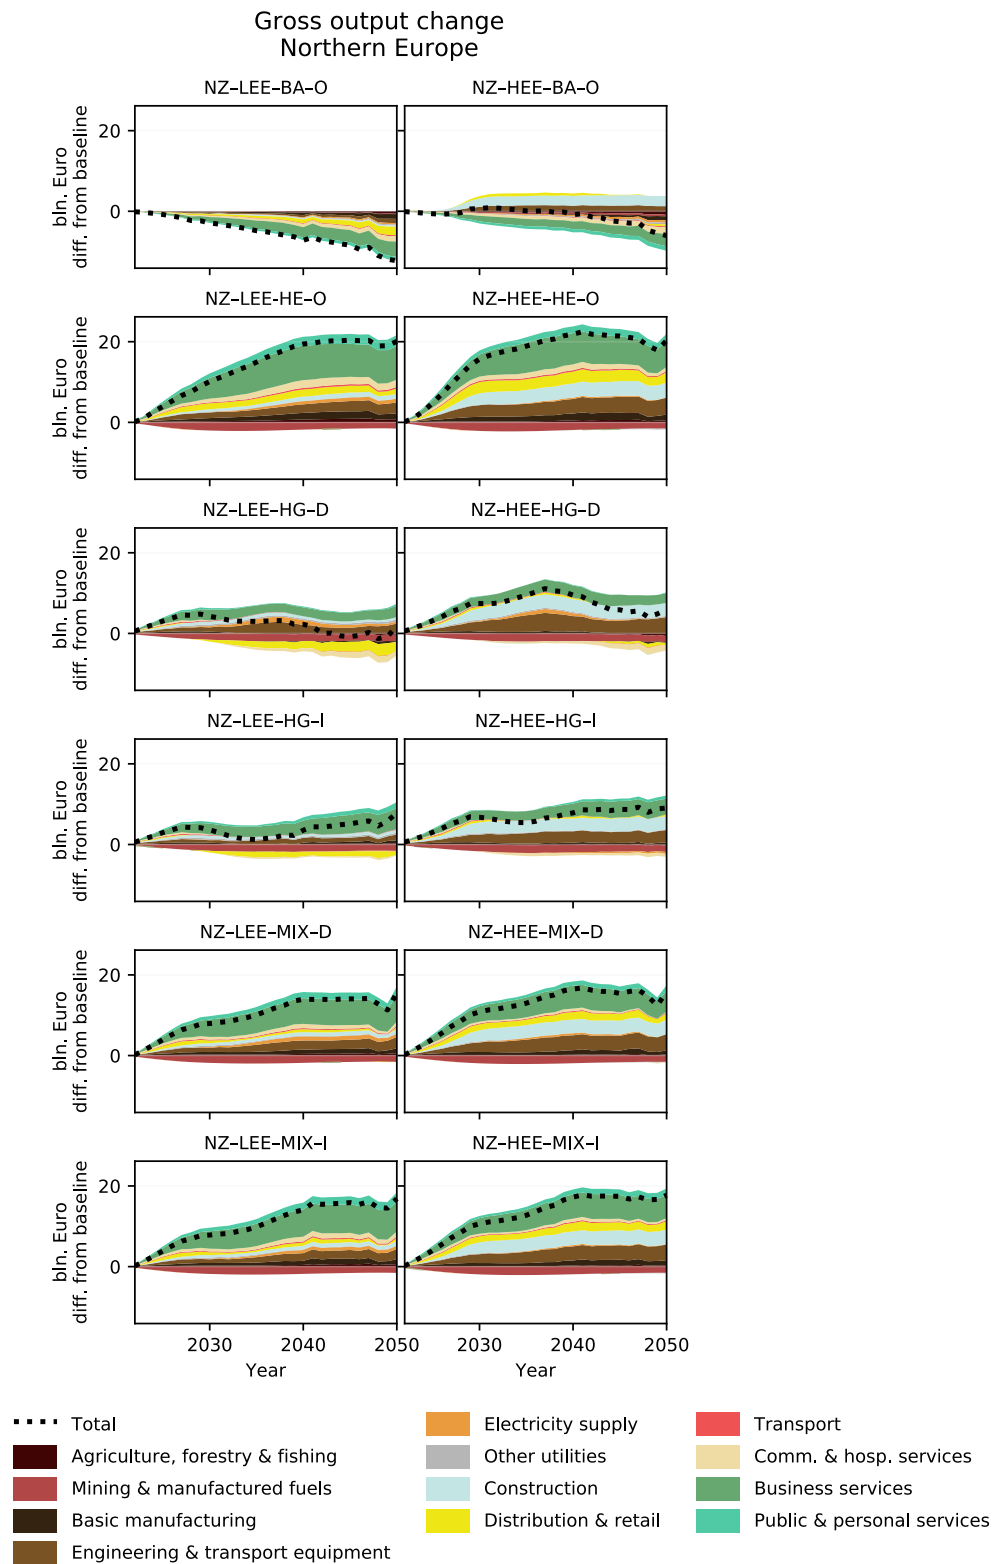 Gross output change
Northern Europe
NZ–LEE–BA–O
NZ–HEE–BA–O
20
0
bln. Euro
diff. from baseline
NZ–LEE–HE–O
NZ–HEE–HE–O
20
0
bln. Euro
diff. from baseline
NZ–LEE–HG–D
NZ–HEE–HG–D
20
0
bln. Euro
diff. from baseline
NZ–LEE–HG–I
NZ–HEE–HG–I
20
0
bln. Euro
diff. from baseline
NZ–LEE–MIX–D
NZ–HEE–MIX–D
20
0
bln. Euro
diff. from baseline
NZ–LEE–MIX–I
NZ–HEE–MIX–I
20
0
bln. Euro
diff. from baseline
2030 2040 2050 2030 2040 2050
Year Year
Total
Agriculture, forestry & fishing
Mining & manufactured fuels
Basic manufacturing
Engineering & transport equipment
Electricity supply
Other utilities
Construction
Distribution & retail
Transport
Comm. & hosp. services
Business services
Public & personal services